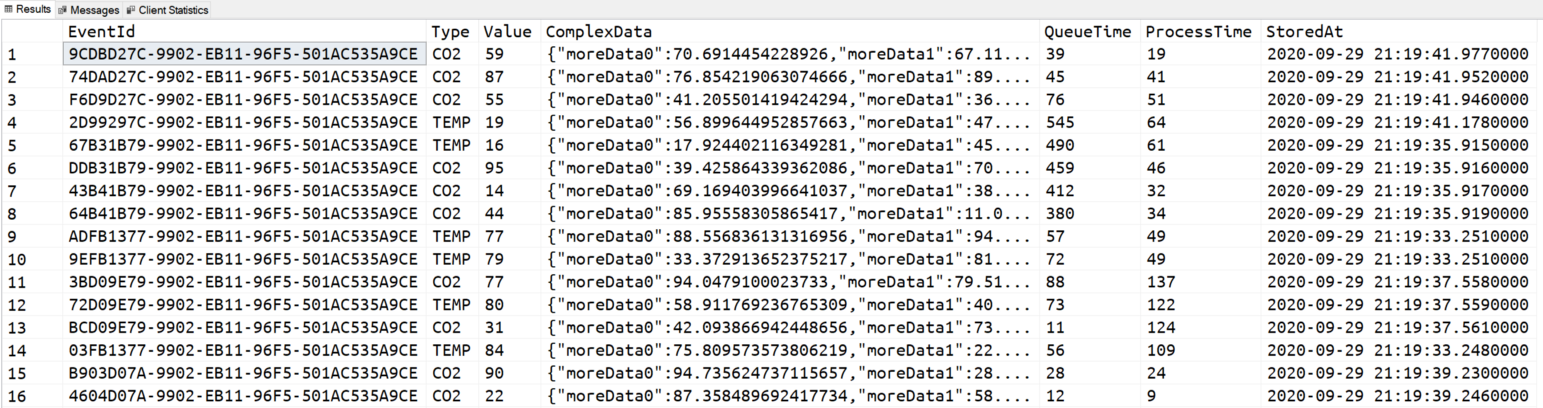 Results Messages Client Statistics
EventId Type Value ComplexData QueueTime ProcessTime StoredAt
1 9CDBD27C-9902-EB11-96F5-501AC535A9CE CO2 59 {"moreData0":70.6914454228926,"moreData1":67.11... 39 19 2020-09-29 21:19:41.9770000
2 74DAD27C-9902-EB11-96F5-501AC535A9CE CO2 87 {"moreData0":76.854219063074666,"moreData1":89.... 45 41 2020-09-29 21:19:41.9520000
3 F6D9D27C-9902-EB11-96F5-501AC535A9CE CO2 55 {"moreData0":41.205501419424294,"moreData1":36.... 76 51 2020-09-29 21:19:41.9460000
4 2D99297C-9902-EB11-96F5-501AC535A9CE TEMP 19 {"moreData0":56.899644952857663,"moreData1":47.... 545 64 2020-09-29 21:19:41.1780000
5 67B31B79-9902-EB11-96F5-501AC535A9CE TEMP 16 {"moreData0":17.924402116349281,"moreData1":45.... 490 61 2020-09-29 21:19:35.9150000
6 DDB31B79-9902-EB11-96F5-501AC535A9CE CO2 95 {"moreData0":39.425864339362086,"moreData1":70.... 459 46 2020-09-29 21:19:35.9160000
7 43B41B79-9902-EB11-96F5-501AC535A9CE CO2 14 {"moreData0":69.169403996641037,"moreData1":38.... 412 32 2020-09-29 21:19:35.9170000
8 64B41B79-9902-EB11-96F5-501AC535A9CE CO2 44 {"moreData0":85.95558305865417,"moreData1":11.0... 380 34 2020-09-29 21:19:35.9190000
9 ADFB1377-9902-EB11-96F5-501AC535A9CE TEMP 77 {"moreData0":88.556836131316956,"moreData1":94.... 57 49 2020-09-29 21:19:33.2510000
10 9EFB1377-9902-EB11-96F5-501AC535A9CE TEMP 79 {"moreData0":33.372913652375217,"moreData1":81.... 72 49 2020-09-29 21:19:33.2510000
11 3BD09E79-9902-EB11-96F5-501AC535A9CE CO2 77 {"moreData0":94.0479100023733,"moreData1":79.51... 88 137 2020-09-29 21:19:37.5580000
12 72D09E79-9902-EB11-96F5-501AC535A9CE TEMP 80 {"moreData0":58.911769236765309,"moreData1":40.... 73 122 2020-09-29 21:19:37.5590000
13 BCD09E79-9902-EB11-96F5-501AC535A9CE CO2 31 {"moreData0":42.093866942448656,"moreData1":73.... 11 124 2020-09-29 21:19:37.5610000
14 03FB1377-9902-EB11-96F5-501AC535A9CE TEMP 84 {"moreData0":75.809573573806219,"moreData1":22.... 56 109 2020-09-29 21:19:33.2480000
15 B903D07A-9902-EB11-96F5-501AC535A9CE CO2 90 {"moreData0":94.735624737115657,"moreData1":28.... 28 24 2020-09-29 21:19:39.2300000
16 4604D07A-9902-EB11-96F5-501AC535A9CE CO2 22 {"moreData0":87.358489692417734,"moreData1":58.... 12 9 2020-09-29 21:19:39.2460000